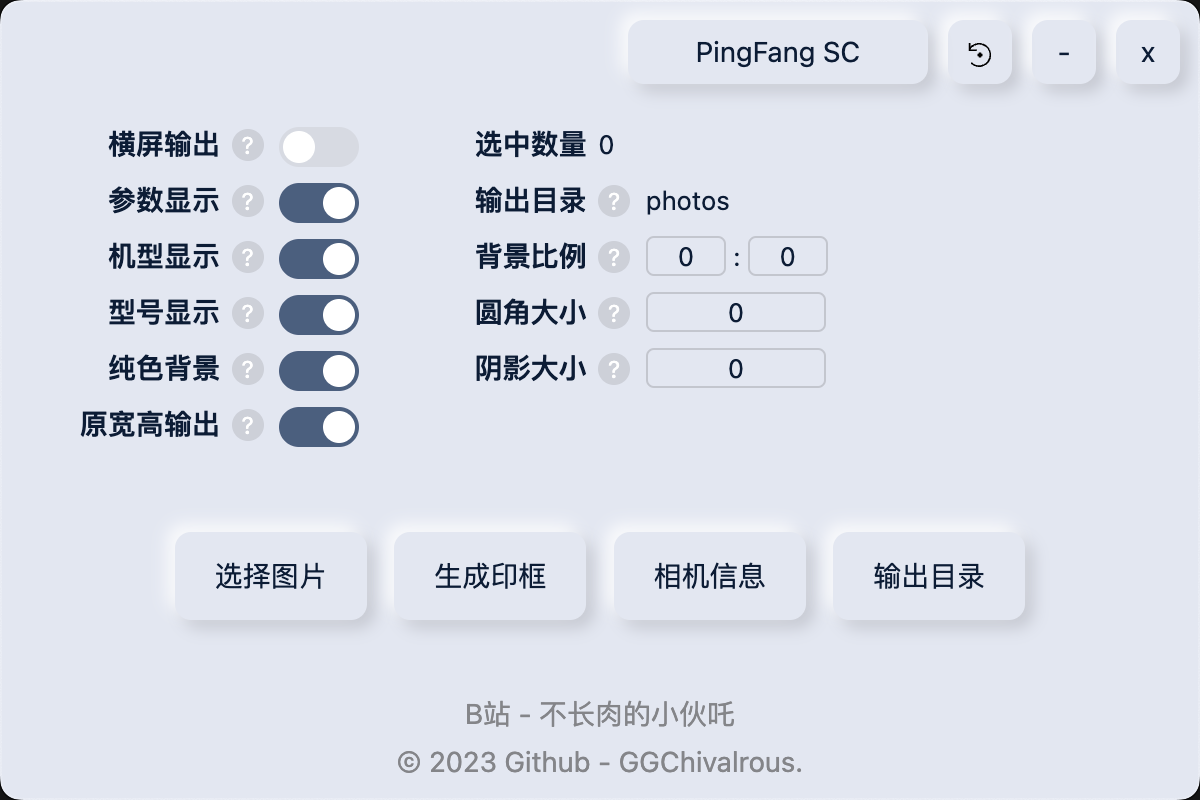 PingFang SC - x
横屏输出 ? 选中数量 0
参数显示 ? 输出目录 ? photos
机型显示 ? 背景比例 ? 0 : 0
型号显示 ? 圆角大小 ? 0
纯色背景 ? 阴影大小 ? 0
原宽高输出 ?
选择图片 生成印框 相机信息 输出目录
B站 - 不长肉的小伙吒
© 2023 Github - GGChivalrous.